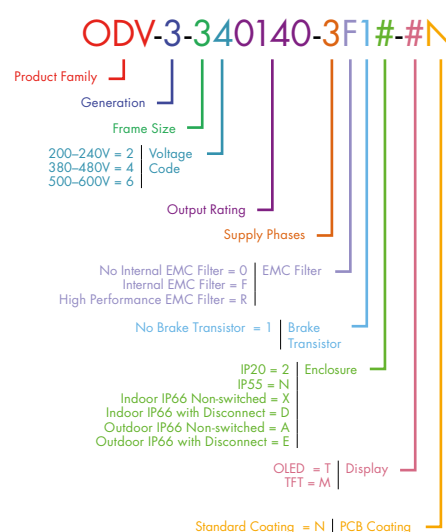 ODV-3-340140-3F1#-#N
Product Family
Generation
Frame Size
200–240V = 2
380–480V = 4
500–600V = 6
Voltage
Code
Output Rating
Supply Phases
No Internal EMC Filter = 0
Internal EMC Filter = F
High Performance EMC Filter = R
EMC Filter
No Brake Transistor = 1
Brake
Transistor
IP20 = 2
IP55 = N
Indoor IP66 Non-switched = X
Indoor IP66 with Disconnect = D
Outdoor IP66 Non-switched = A
Outdoor IP66 with Disconnect = E
Enclosure
OLED = T
TFT = M
Display
Standard Coating = N
PCB Coating